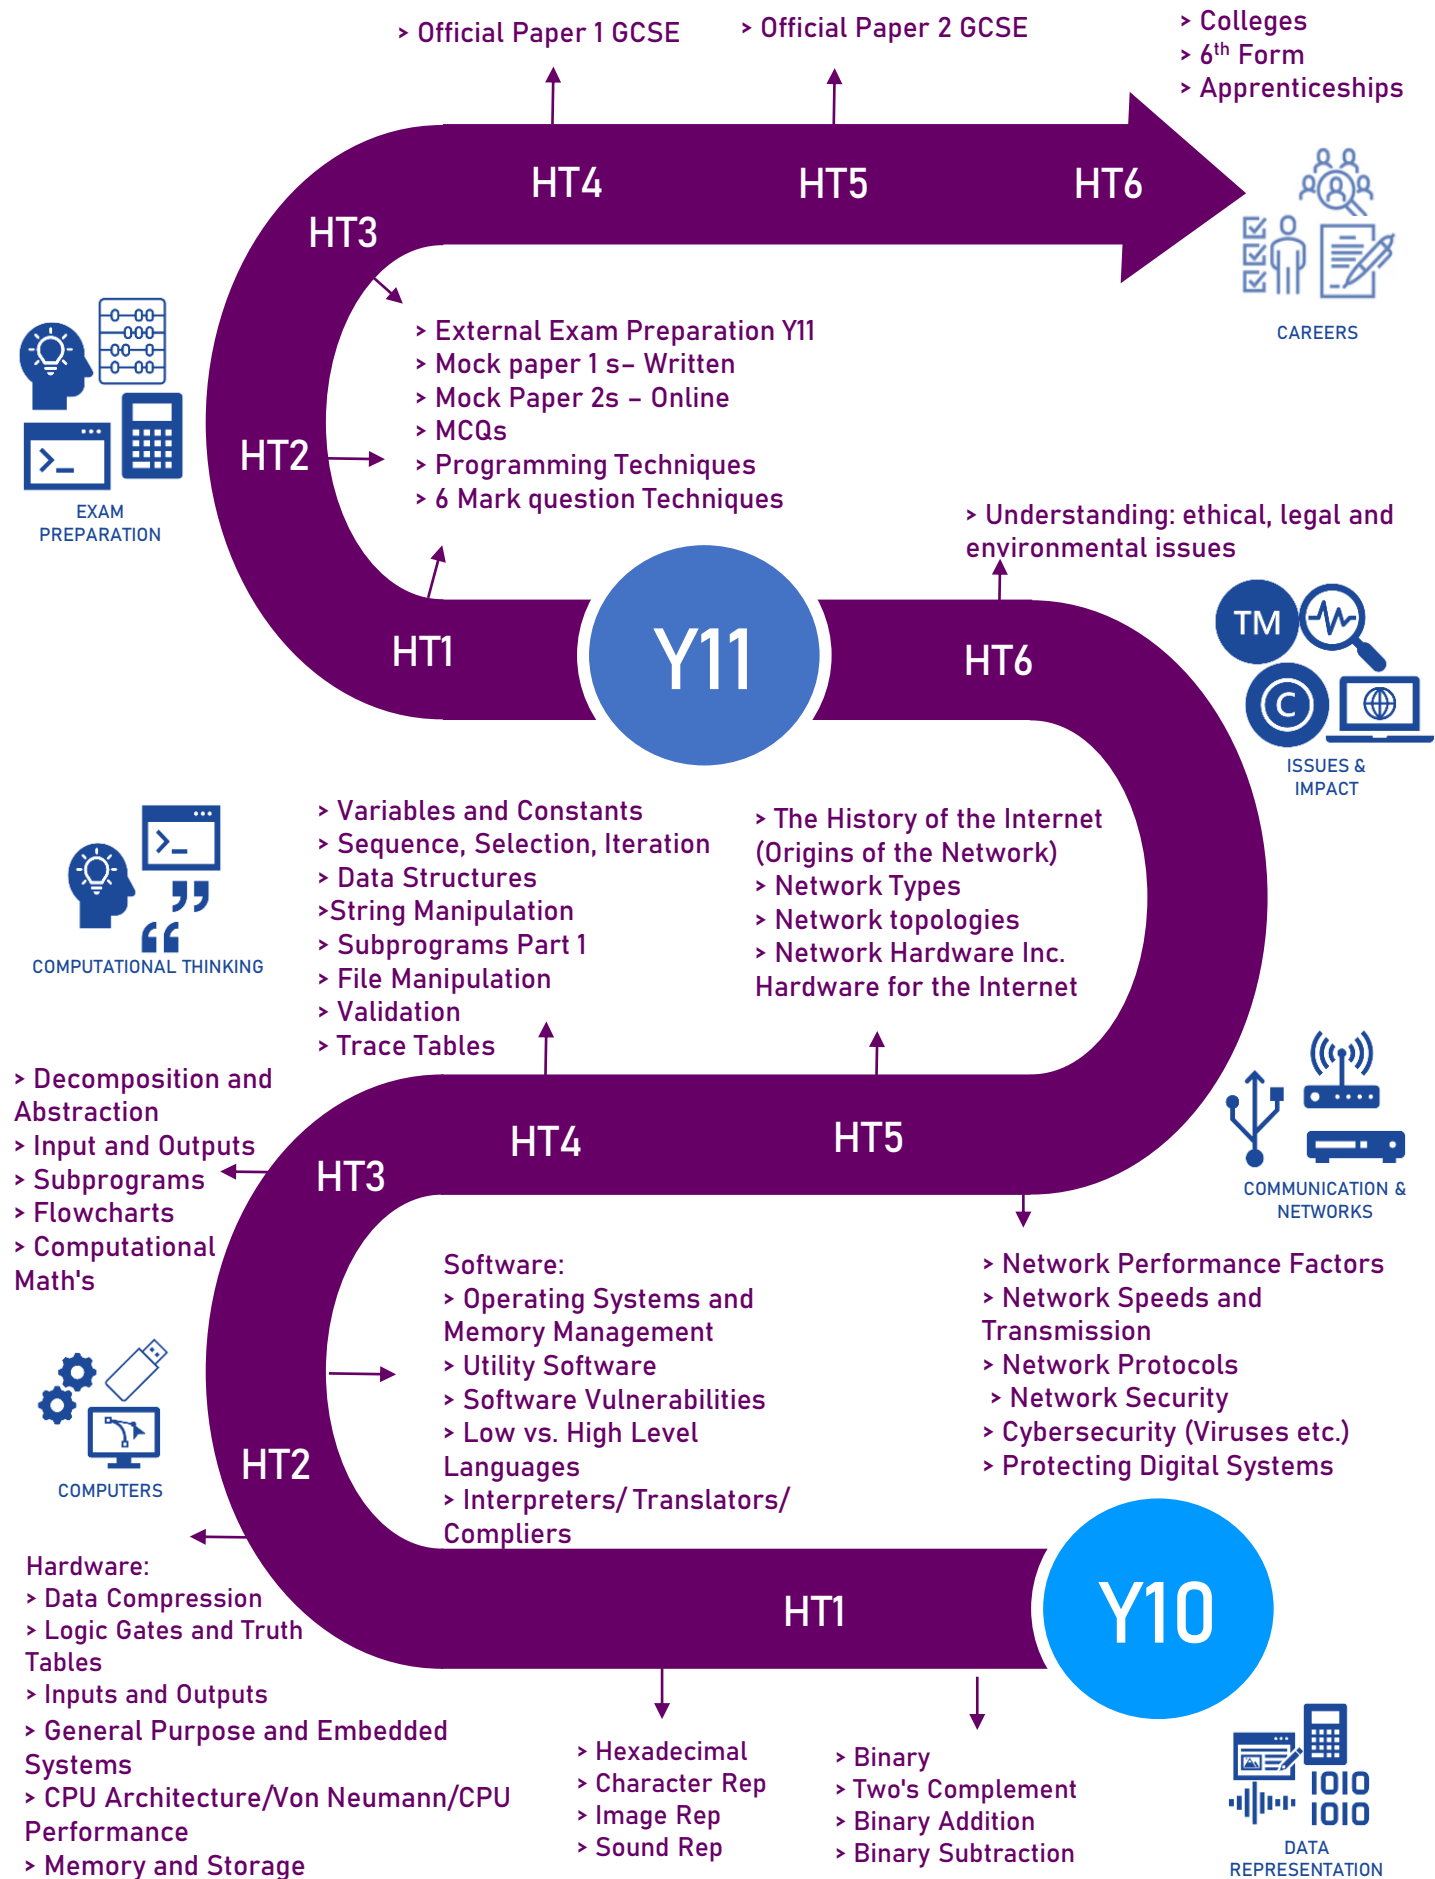 > Official Paper 1 GCSE
> Official Paper 2 GCSE
> Colleges
> 6th Form
> Apprenticeships
HT4
HT5
HT6
HT3
CAREERS
> External Exam Preparation Y11
> Mock paper 1 s– Written
> Mock Paper 2s – Online
> MCQs
> Programming Techniques
> 6 Mark question Techniques
HT2
>_
EXAM
PREPARATION
> Understanding: ethical, legal and
environmental issues
HT1
Y11
HT6
TM
C
ISSUES &
IMPACT
>_
COMPUTATIONAL THINKING
> Variables and Constants
> Sequence, Selection, Iteration
> Data Structures
>String Manipulation
> Subprograms Part 1
> File Manipulation
> Validation
> Trace Tables
> The History of the Internet
(Origins of the Network)
> Network Types
> Network topologies
> Network Hardware Inc.
Hardware for the Internet
> Decomposition and
Abstraction
> Input and Outputs
> Subprograms
> Flowcharts
> Computational
Math's
HT3
HT4
HT5
COMMUNICATION &
NETWORKS
Software:
> Operating Systems and
Memory Management
> Utility Software
> Software Vulnerabilities
> Low vs. High Level
Languages
> Interpreters/ Translators/
Compliers
> Network Performance Factors
> Network Speeds and
Transmission
> Network Protocols
> Network Security
> Cybersecurity (Viruses etc.)
> Protecting Digital Systems
COMPUTERS
HT2
HT1
Y10
Hardware:
> Data Compression
> Logic Gates and Truth
Tables
> Inputs and Outputs
> General Purpose and Embedded
Systems
> CPU Architecture/Von Neumann/CPU
Performance
> Memory and Storage
> Hexadecimal
> Character Rep
> Image Rep
> Sound Rep
> Binary
> Two's Complement
> Binary Addition
> Binary Subtraction
1010
1010
DATA
REPRESENTATION